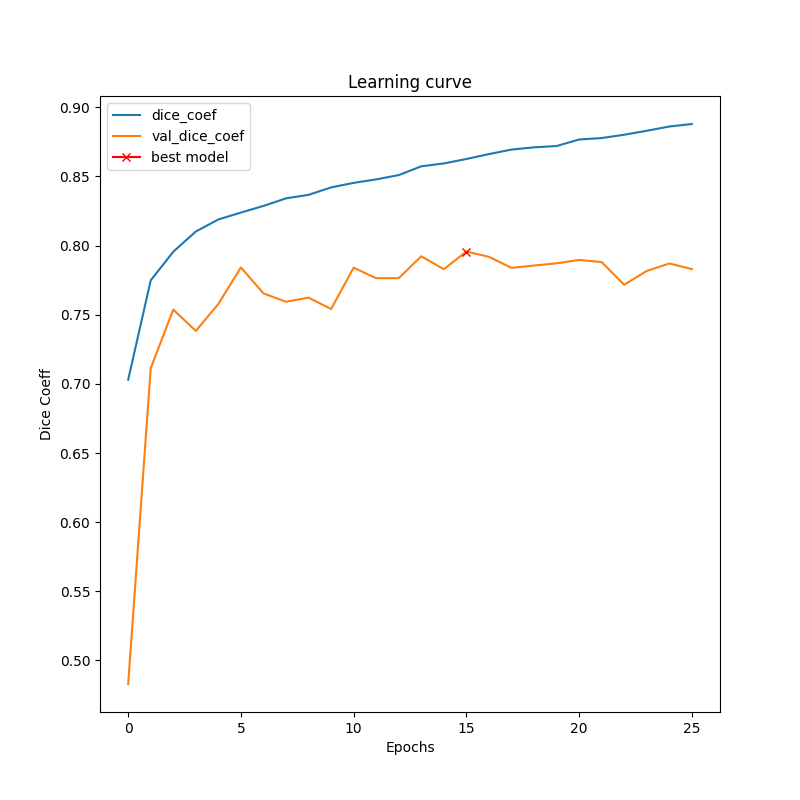 Learning curve
dice_coef
val_dice_coef
best model
0.90
0.85
0.80
0.75
0.70
0.65
0.60
0.55
0.50
Dice Coeff
0 5 10 15 20 25
Epochs